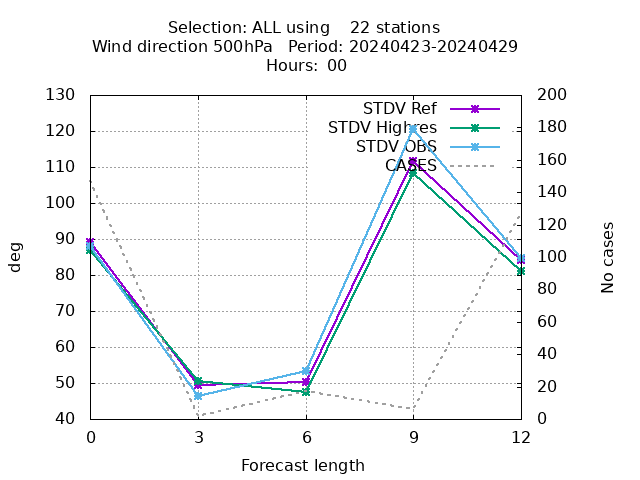 Selection: ALL using    22 stations
Wind direction 500hPa   Period: 20240423-20240429
Hours: 00
130 200
STDV Ref
120 180
STDV Highres
STDV OBS
110 160
CASES
100 140
90 120
80 100
70 80
60 60
50 40
40 20
0
deg
No cases
0 3 6 9 12
Forecast length